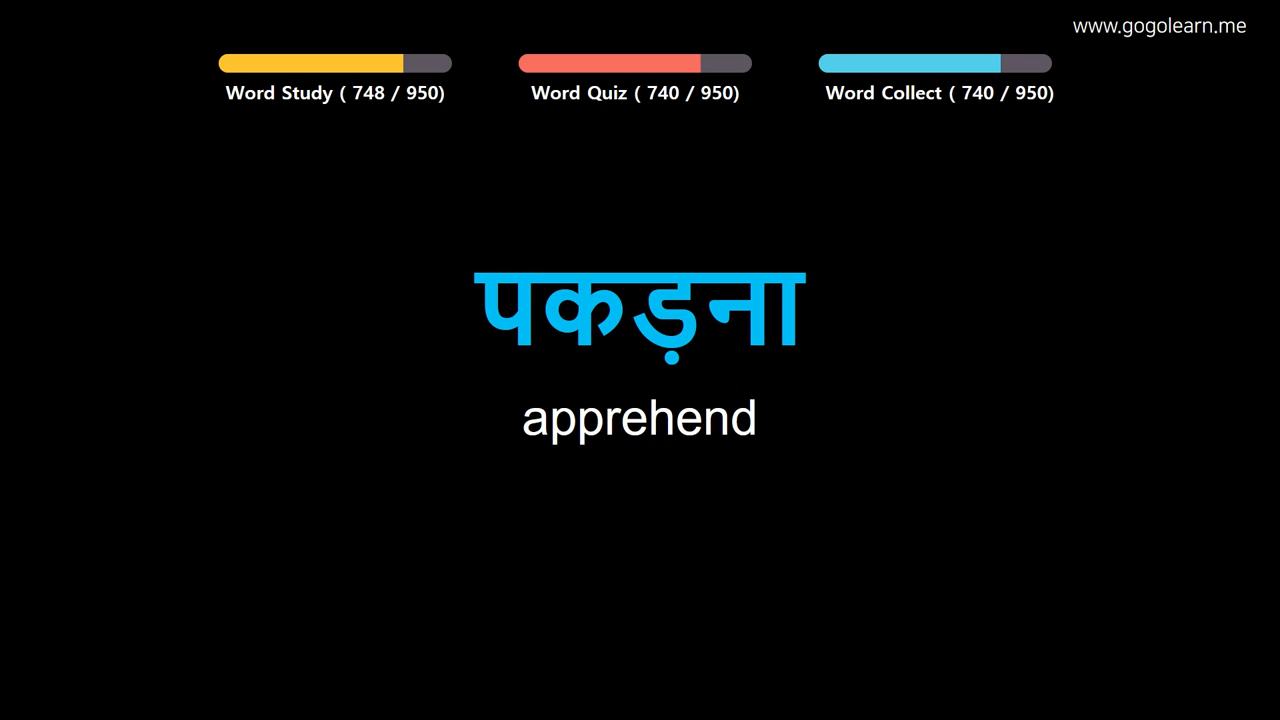 www.gogolearn.me
Word Study ( 748 / 950)
Word Quiz ( 740 / 950)
Word Collect ( 740 / 950)
पकड़ना
apprehend